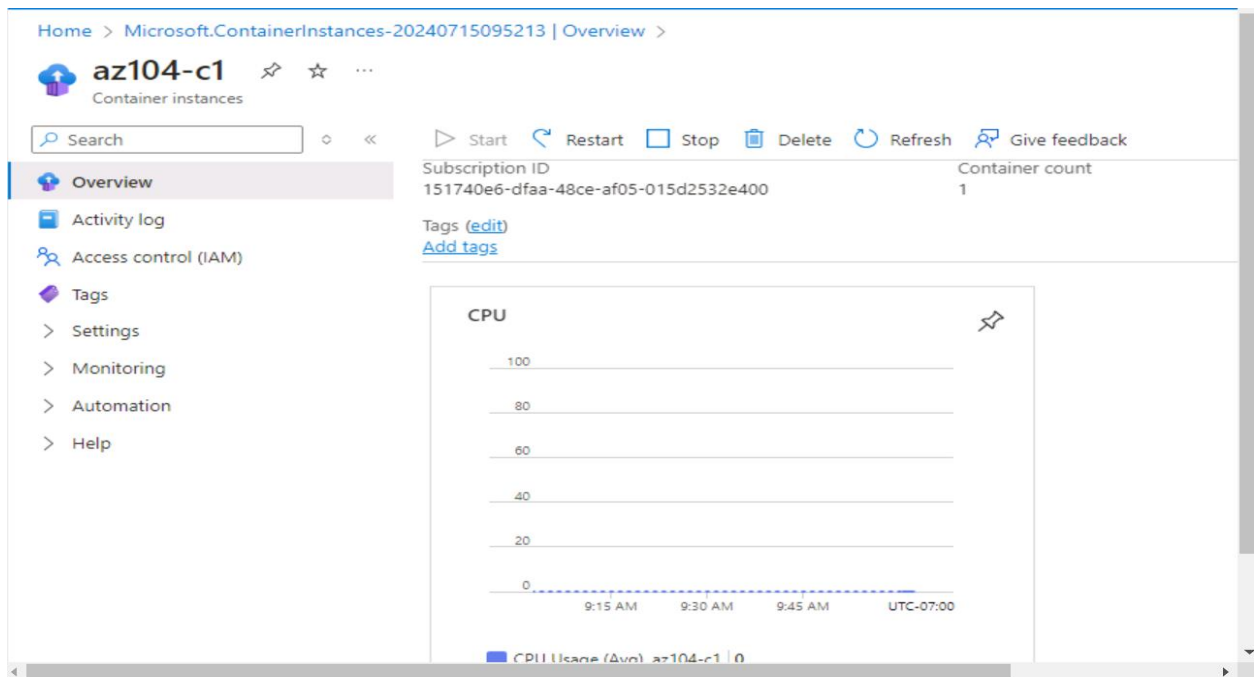 Home > Microsoft.ContainerInstances-20240715095213 | Overview >
az104-c1
Container instances
Search
Start Restart Stop Delete Refresh Give feedback
Overview
Activity log
Access control (IAM)
Tags
Settings
Monitoring
Automation
Help
Subscription ID
151740e6-dfaa-48ce-af05-015d2532e400
Container count
1
Tags (edit)
Add tags
CPU
100
80
60
40
20
0
9:15 AM 9:30 AM 9:45 AM UTC-07:00
CPU Usage (Avg) az104-c1 | 0